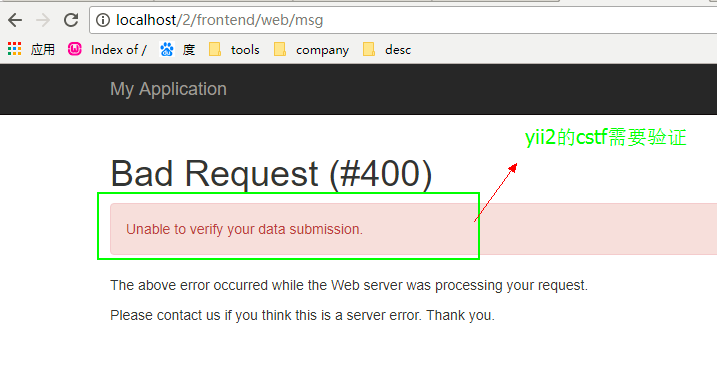 localhost/2/frontend/web/msg
应用 Index of / 度 tools company desc
My Application
yii2的cstf需要验证
Bad Request (#400)
Unable to verify your data submission.
The above error occurred while the Web server was processing your request.
Please contact us if you think this is a server error. Thank you.